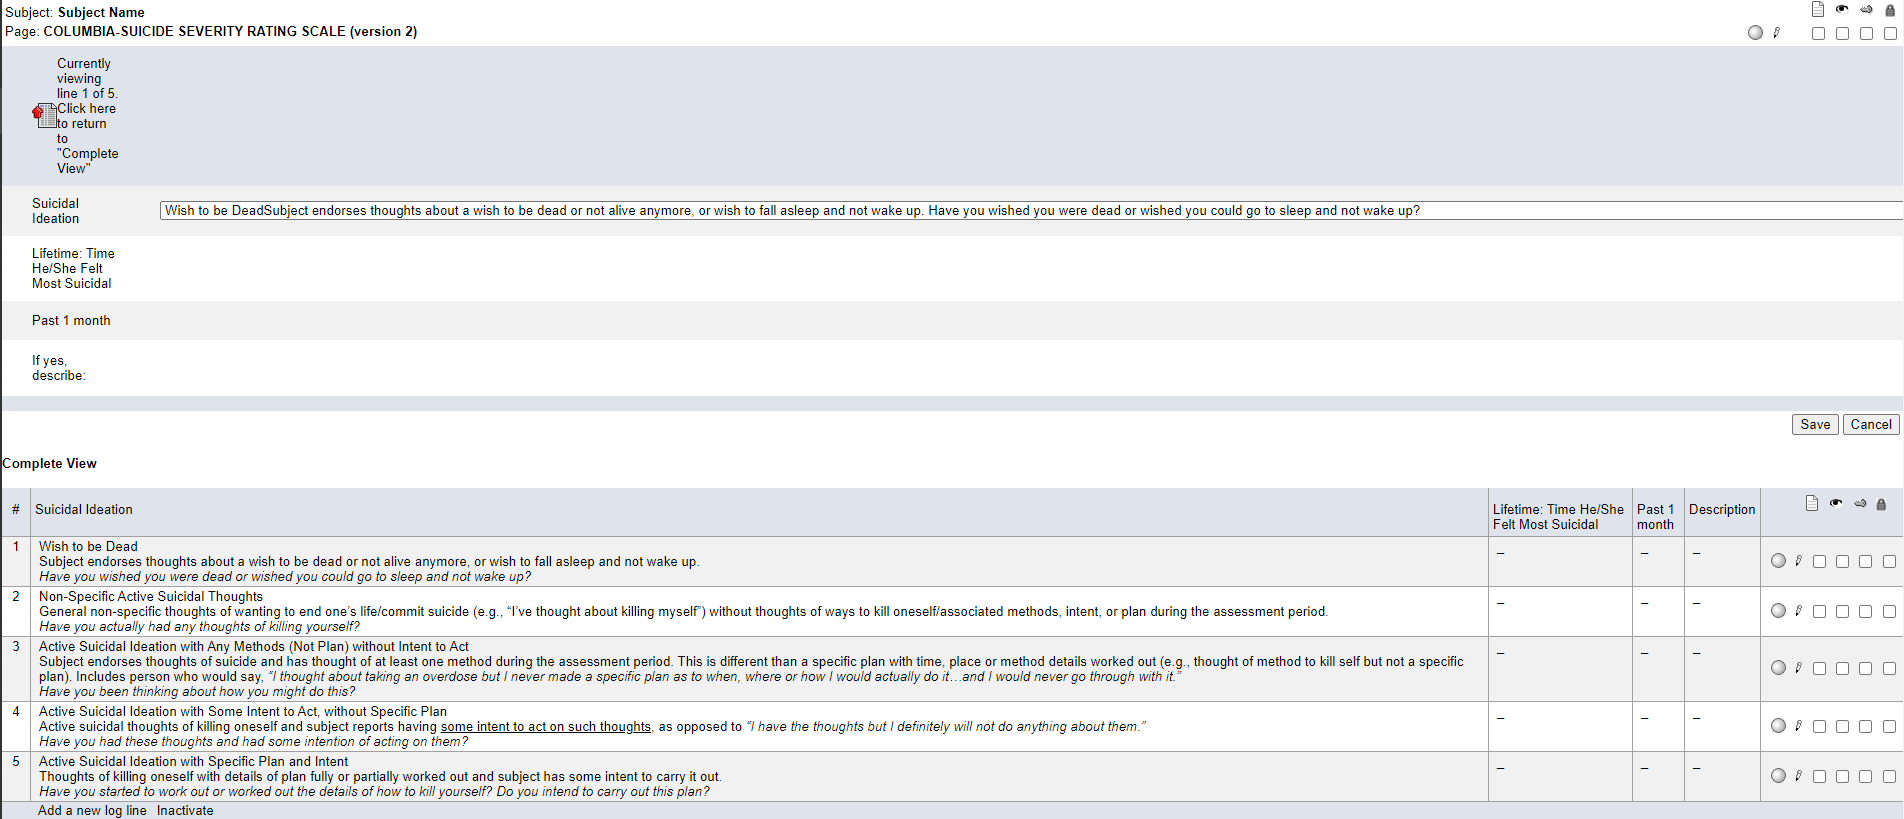 Subject: Subject Name
Page: COLUMBIA-SUICIDE SEVERITY RATING SCALE (version 2)
Currently
viewing
line 1 of 5.
Click here
to return
to
"Complete
View"
Suicidal
Ideation
Wish to be DeadSubject endorses thoughts about a wish to be dead or not alive anymore, or wish to fall asleep and not wake up. Have you wished you were dead or wished you could go to sleep and not wake up?
Lifetime: Time
He/She Felt
Most Suicidal
Past 1 month
If yes,
describe:
Save Cancel
Complete View
# Suicidal Ideation Lifetime: Time He/She Felt Most Suicidal Past 1 month Description
1 Wish to be Dead – – –
Subject endorses thoughts about a wish to be dead or not alive anymore, or wish to fall asleep and not wake up.
Have you wished you were dead or wished you could go to sleep and not wake up?
2 Non-Specific Active Suicidal Thoughts – – –
General non-specific thoughts of wanting to end one’s life/commit suicide (e.g., “I’ve thought about killing myself”) without thoughts of ways to kill oneself/associated methods, intent, or plan during the assessment period.
Have you actually had any thoughts of killing yourself?
3 Active Suicidal Ideation with Any Methods (Not Plan) without Intent to Act – – –
Subject endorses thoughts of suicide and has thought of at least one method during the assessment period. This is different than a specific plan with time, place or method details worked out (e.g., thought of method to kill self but not a specific
plan). Includes person who would say, “I thought about taking an overdose but I never made a specific plan as to when, where or how I would actually do it…and I would never go through with it.”
Have you been thinking about how you might do this?
4 Active Suicidal Ideation with Some Intent to Act, without Specific Plan – – –
Active suicidal thoughts of killing oneself and subject reports having some intent to act on such thoughts, as opposed to “I have the thoughts but I definitely will not do anything about them.”
Have you had these thoughts and had some intention of acting on them?
5 Active Suicidal Ideation with Specific Plan and Intent – – –
Thoughts of killing oneself with details of plan fully or partially worked out and subject has some intent to carry it out.
Have you started to work out or worked out the details of how to kill yourself? Do you intend to carry out this plan?
Add a new log line Inactivate